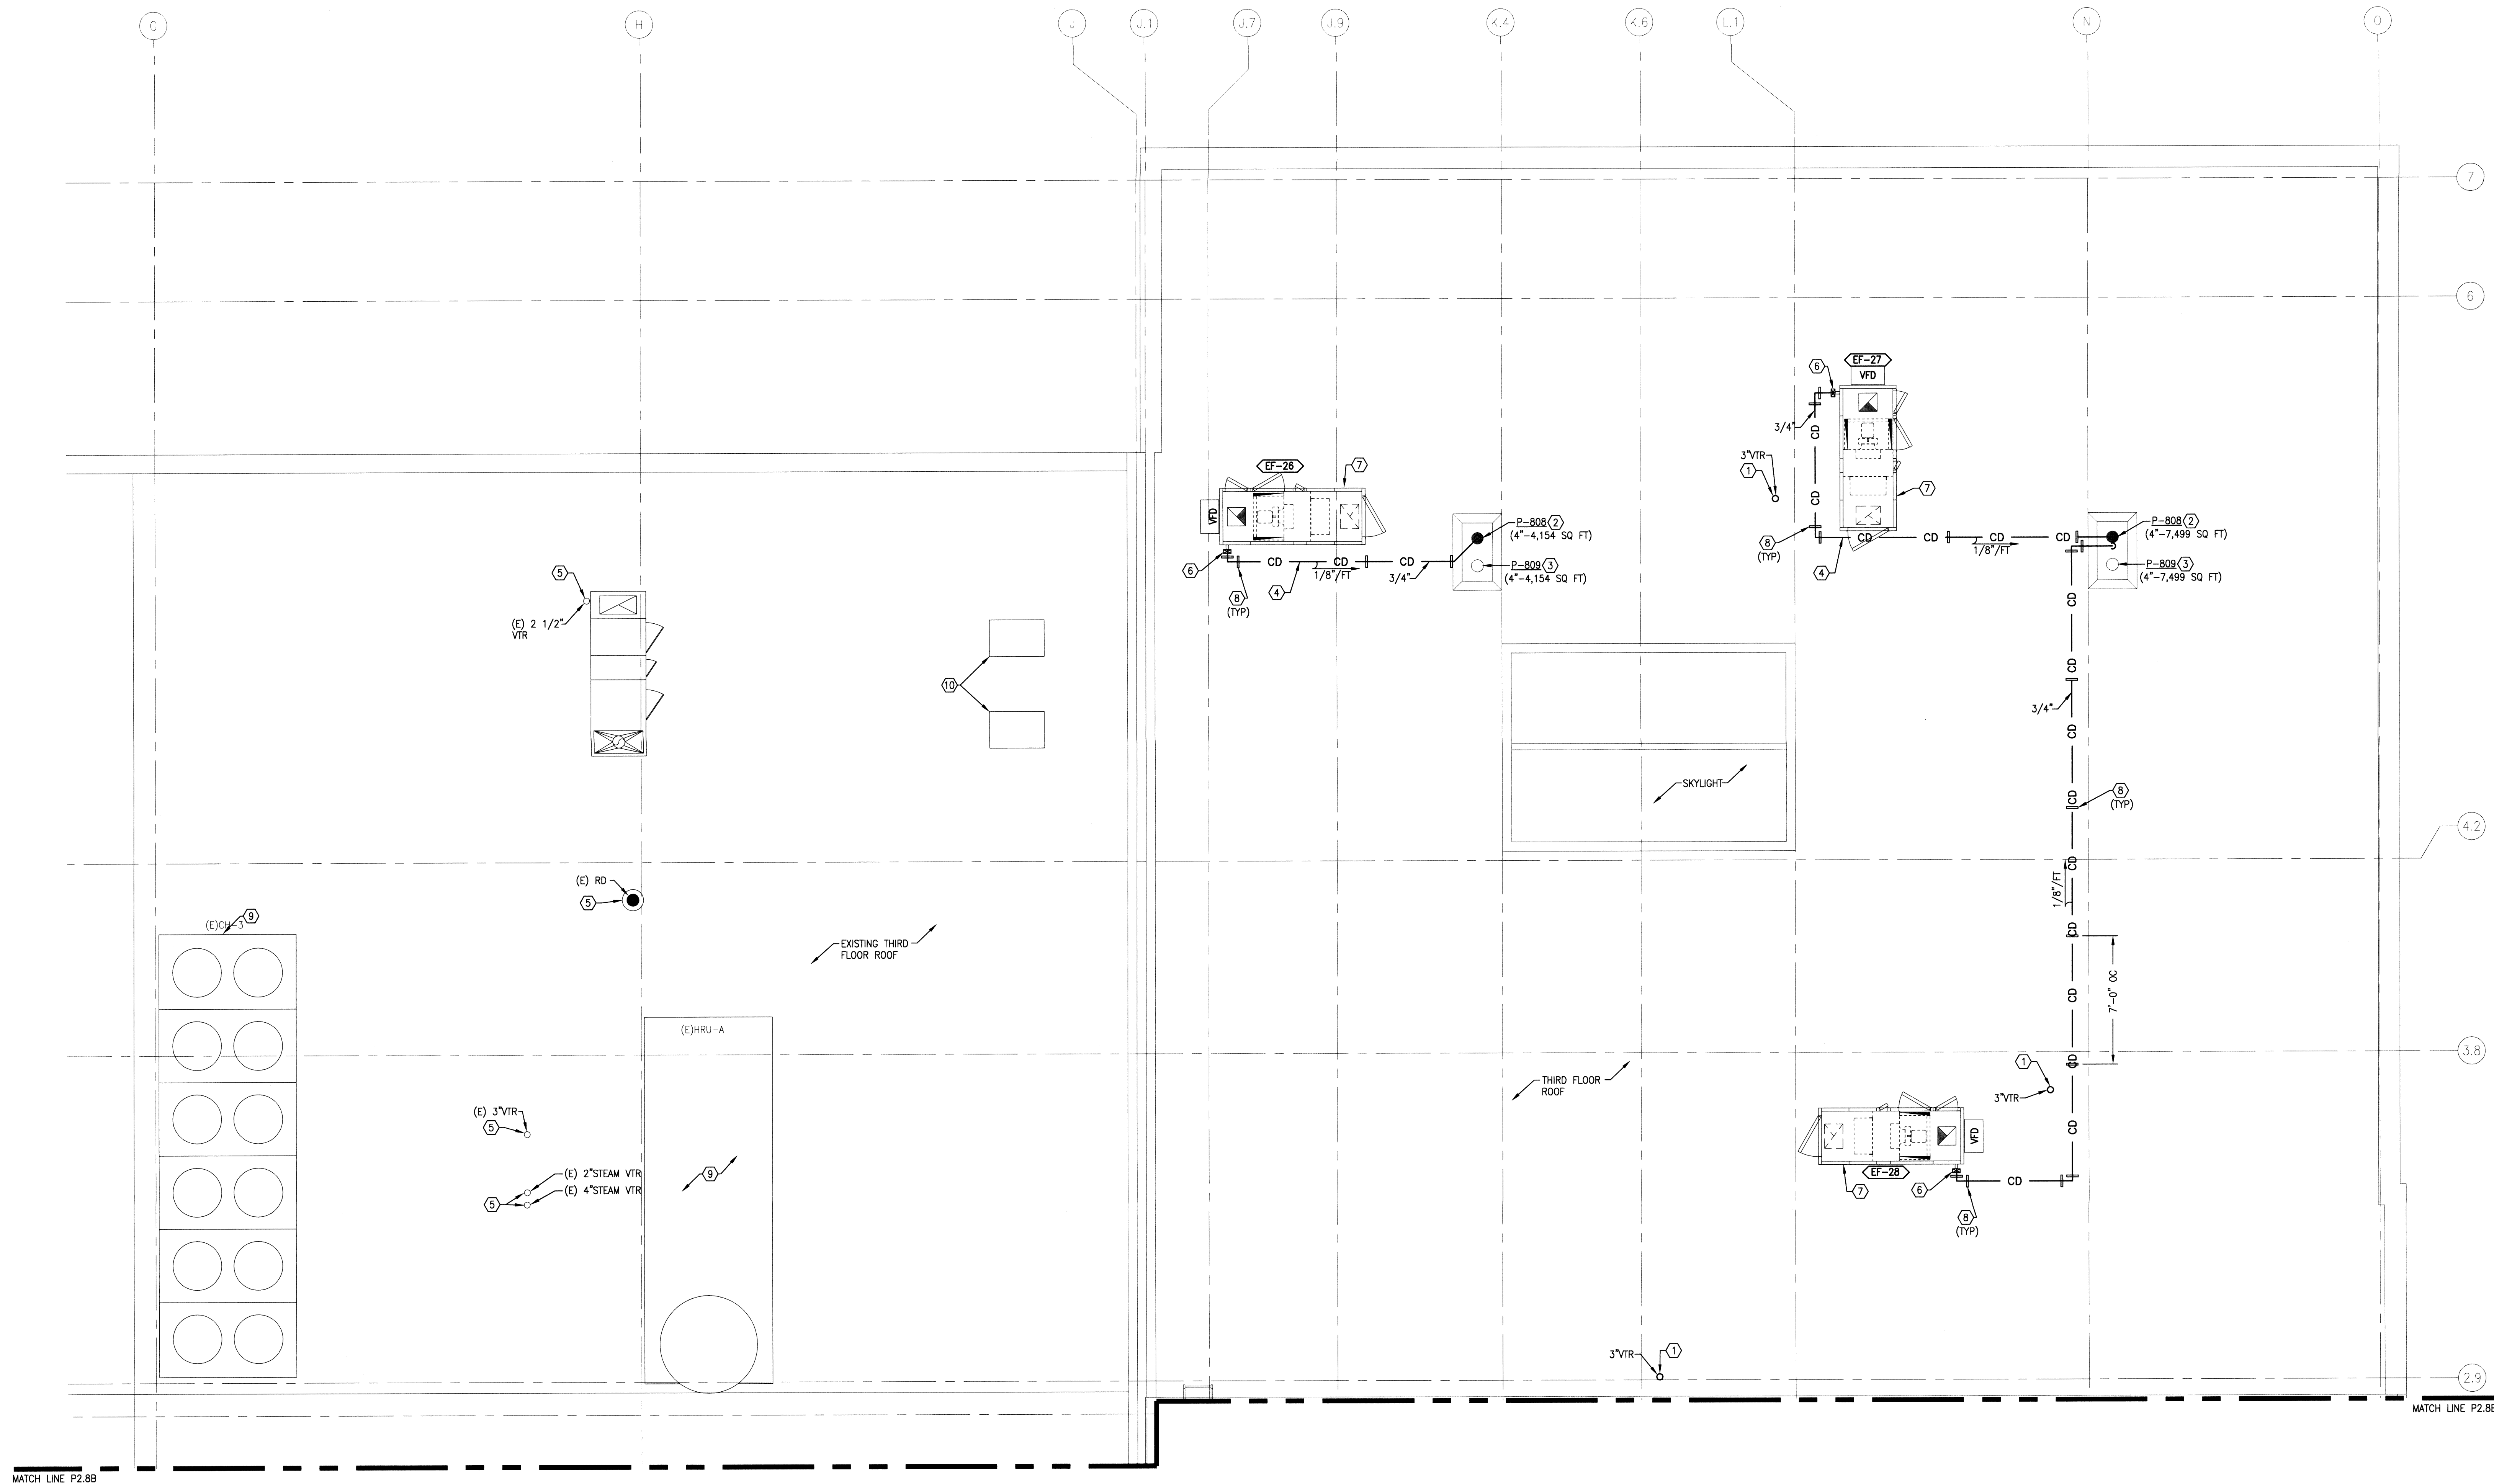 G
H
J
J.1
J.7
J.9
K.4
K.6
L.1
N
O
7
6
4.2
3.8
2.9
EF-27
VFD
6
3/4"
CD
CD
3"VTR
1
7
8
(TYP)
4
CD
CD
CD
CD
1/8"/FT
P-808 2
(4"-7,499 SQ FT)
P-809 3
(4"-7,499 SQ FT)
EF-26
7
VFD
6
8
(TYP)
4
CD
CD
CD
1/8"/FT
3/4"
P-808 2
(4"-4,154 SQ FT)
P-809 3
(4"-4,154 SQ FT)
5
(E) 2 1/2"
VTR
10
SKYLIGHT
CD
CD
3/4"
CD
CD
8
(TYP)
CD
1/8"/FT
CD
CD
7'-0" OC
CD
CD
1
3"VTR
(E) RD
5
(E)CH-3
9
EXISTING THIRD
FLOOR ROOF
(E)HRU-A
THIRD FLOOR
ROOF
(E) 3"VTR
5
(E) 2"STEAM VTR
(E) 4"STEAM VTR
5
9
VFD
EF-28
7
6
CD
8
(TYP)
3"VTR
1
MATCH LINE P2.8B
MATCH LINE P2.8B